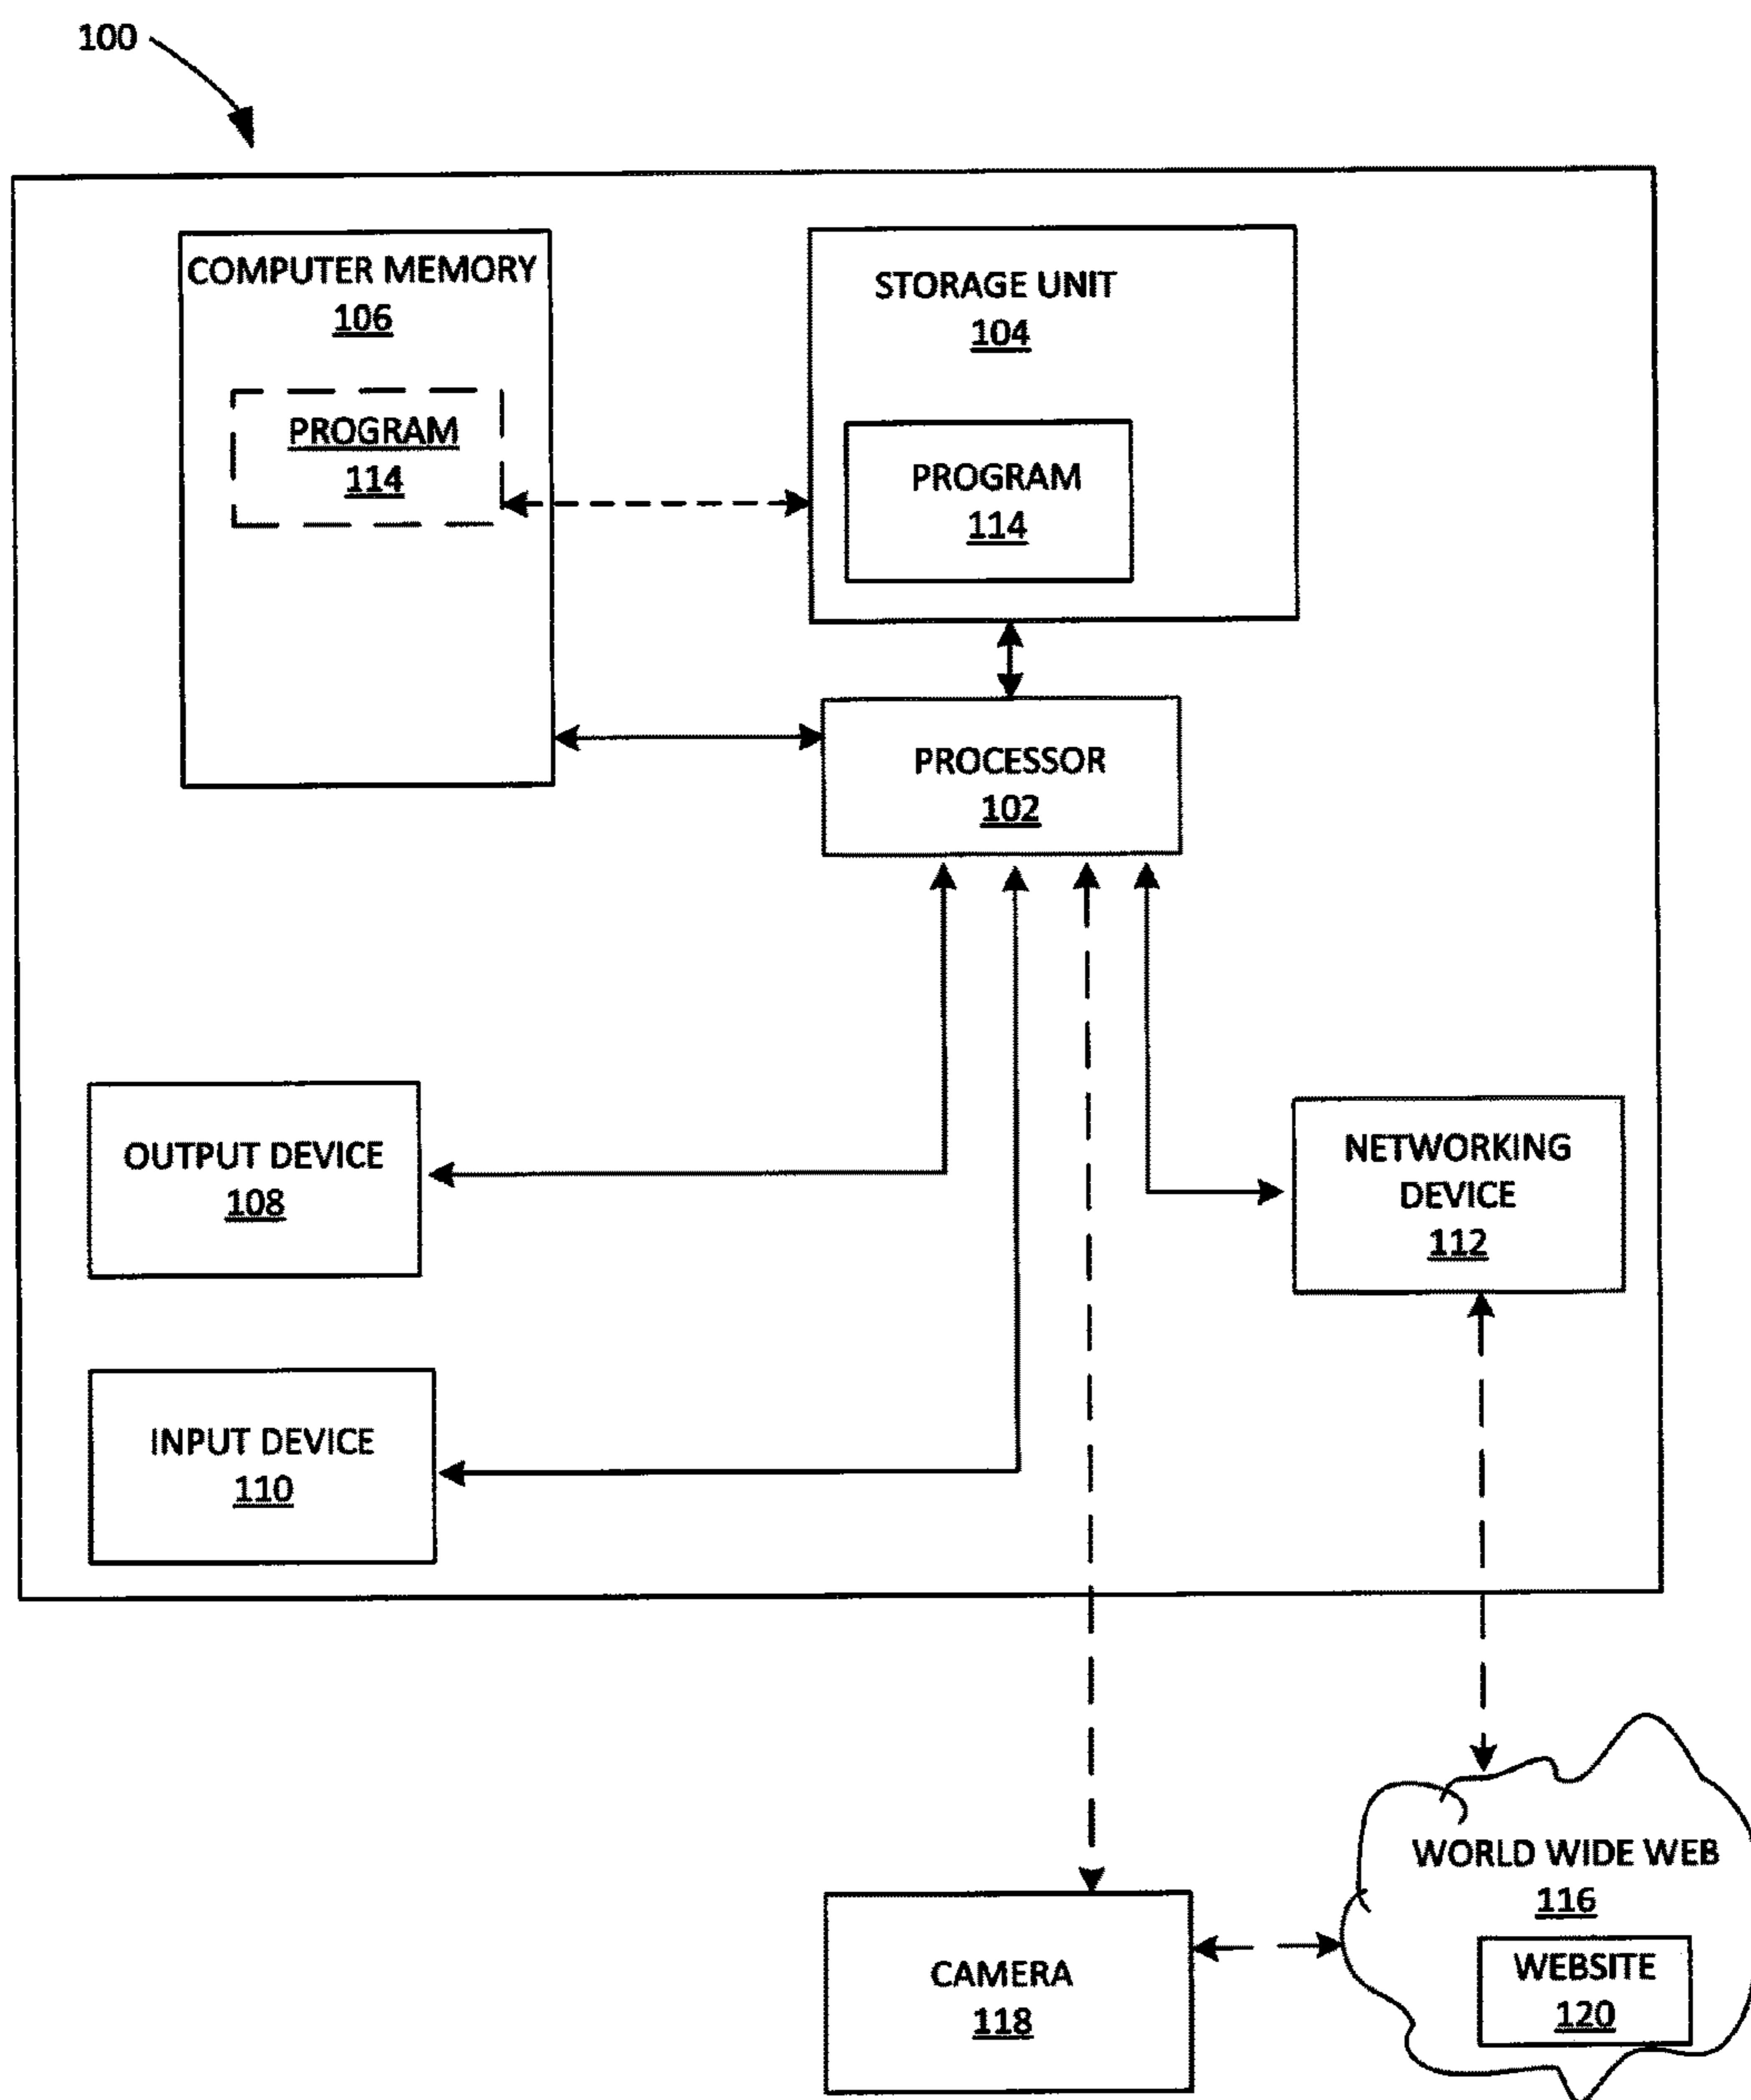 100
COMPUTER MEMORY
106
PROGRAM
114
STORAGE UNIT
104
PROGRAM
114
PROCESSOR
102
OUTPUT DEVICE
108
NETWORKING
DEVICE
112
INPUT DEVICE
110
WORLD WIDE WEB
116
WEBSITE
120
CAMERA
118